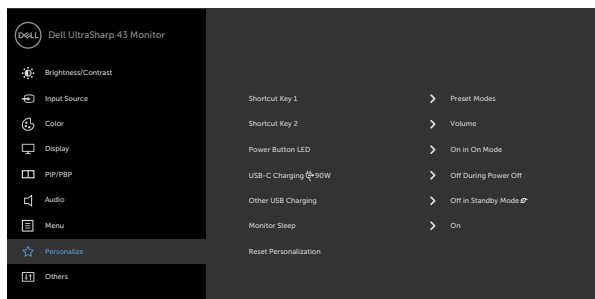 DELL Dell UltraSharp 43 Monitor
Brightness/Contrast
Input Source Shortcut Key 1 Preset Modes
Color Shortcut Key 2 Volume
Display Power Button LED On in On Mode
PIP/PBP USB-C Charging 90W Off During Power Off
Audio Other USB Charging Off in Standby Mode
Menu Monitor Sleep On
Personalize Reset Personalization
Others